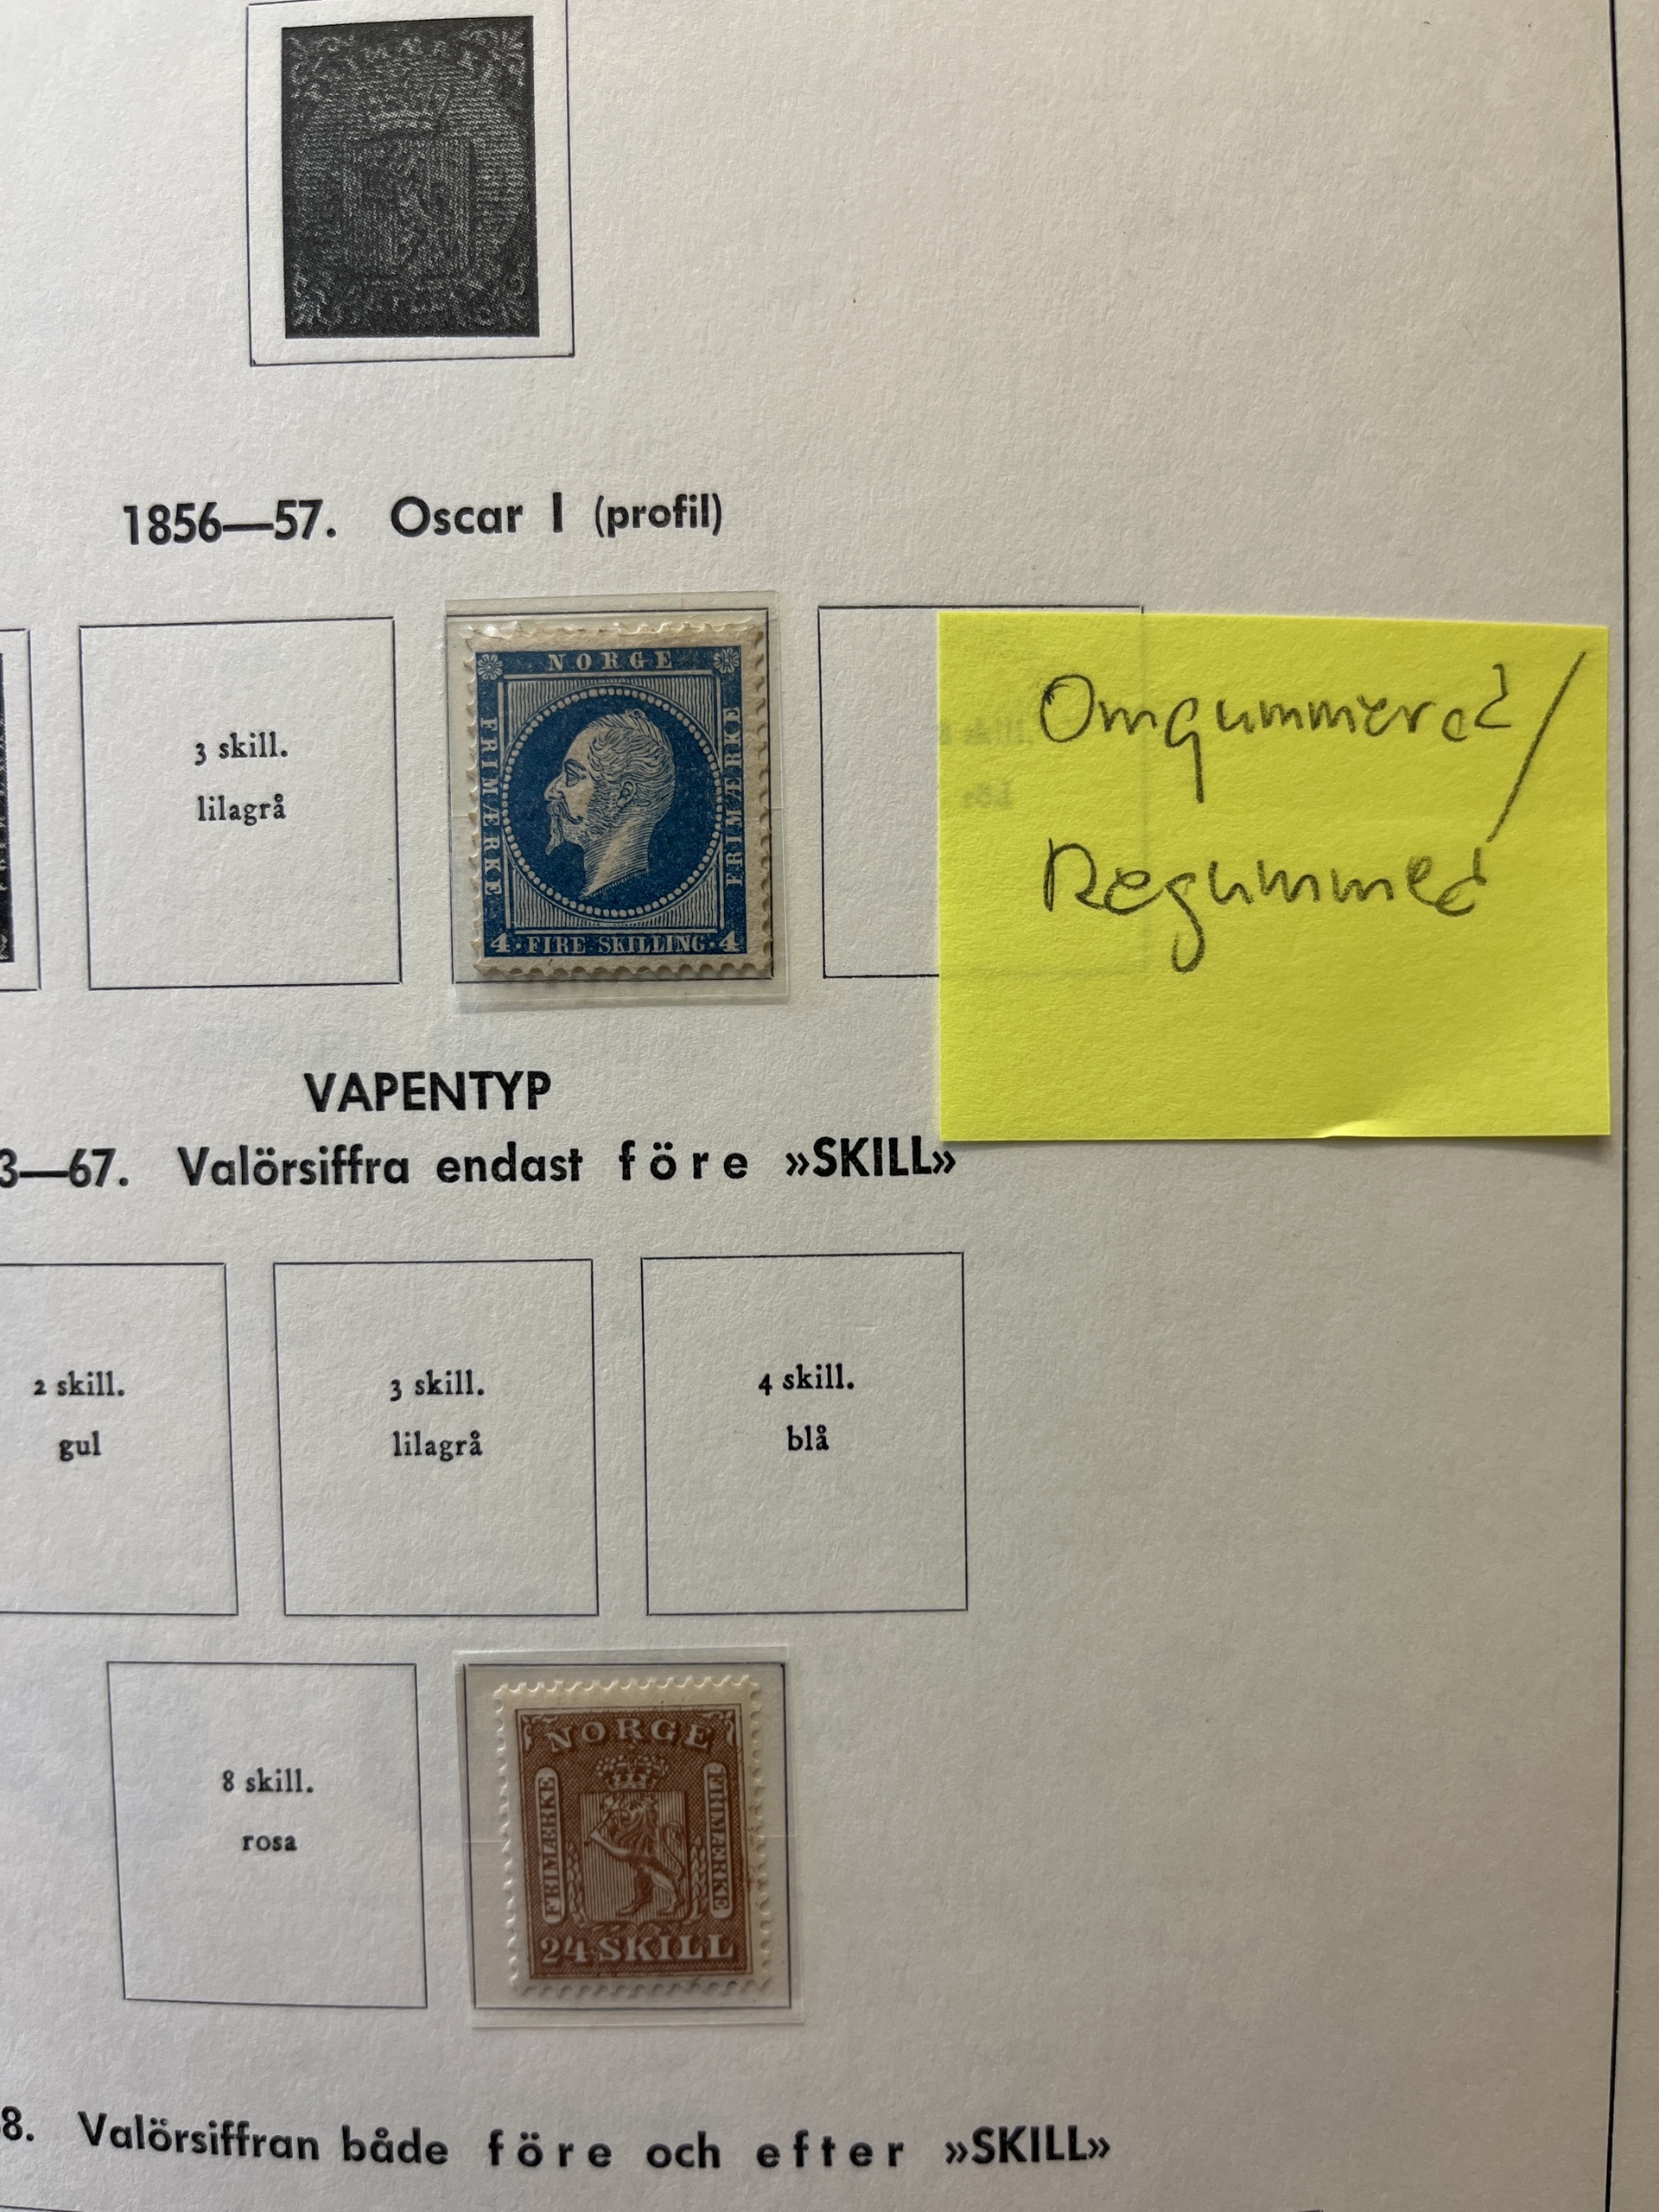 1856—57. Oscar I (profil)
3 skill.
lilagrå
NORGE
FRIMÆRKE
FRIMÆRKE
4·FIRE SKILLING·4
Omgummerad/
Regummed
VAPENTYP
3—67. Valörsiffra endast före »SKILL»
2 skill.
gul
3 skill.
lilagrå
4 skill.
blå
8 skill.
rosa
NORGE
FRIMÆRKE
FRIMÆRKE
24 SKILL
8. Valörsiffran både före och efter »SKILL»